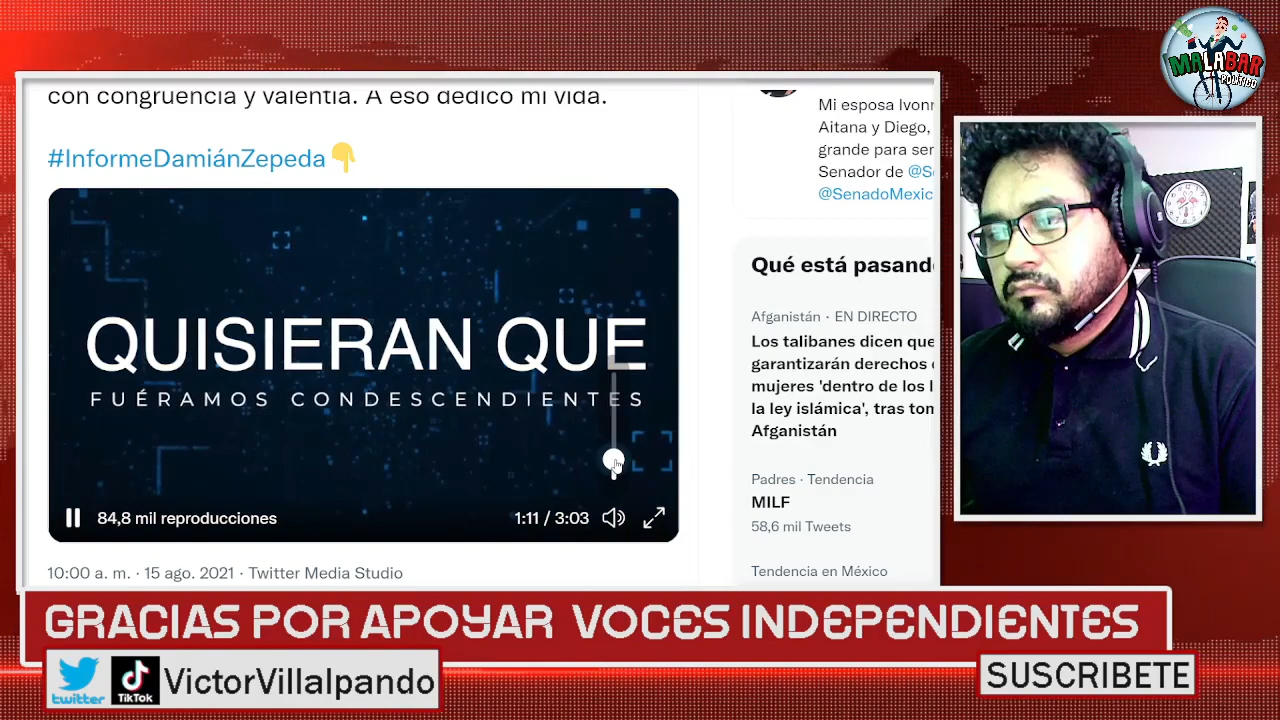 MALABAR
POLÍTICO
con congruencia y valentía. A eso dedico mi vida.
#InformeDamiánZepeda
QUISIERAN QUE
FUÉRAMOS CONDESCENDIENTES
84,8 mil reproducciones
1:11 / 3:03
10:00 a. m. · 15 ago. 2021 · Twitter Media Studio
Mi esposa Ivonn
Aitana y Diego,
grande para ser
Senador de @S
@SenadoMexic
Qué está pasand
Afganistán · EN DIRECTO
Los talibanes dicen que
garantizarán derechos
mujeres 'dentro de los l
la ley islámica', tras tom
Afganistán
Padres · Tendencia
MILF
58,6 mil Tweets
Tendencia en México
GRACIAS POR APOYAR VOCES INDEPENDIENTES
twitter
TikTok
VictorVillalpando
SUSCRIBETE